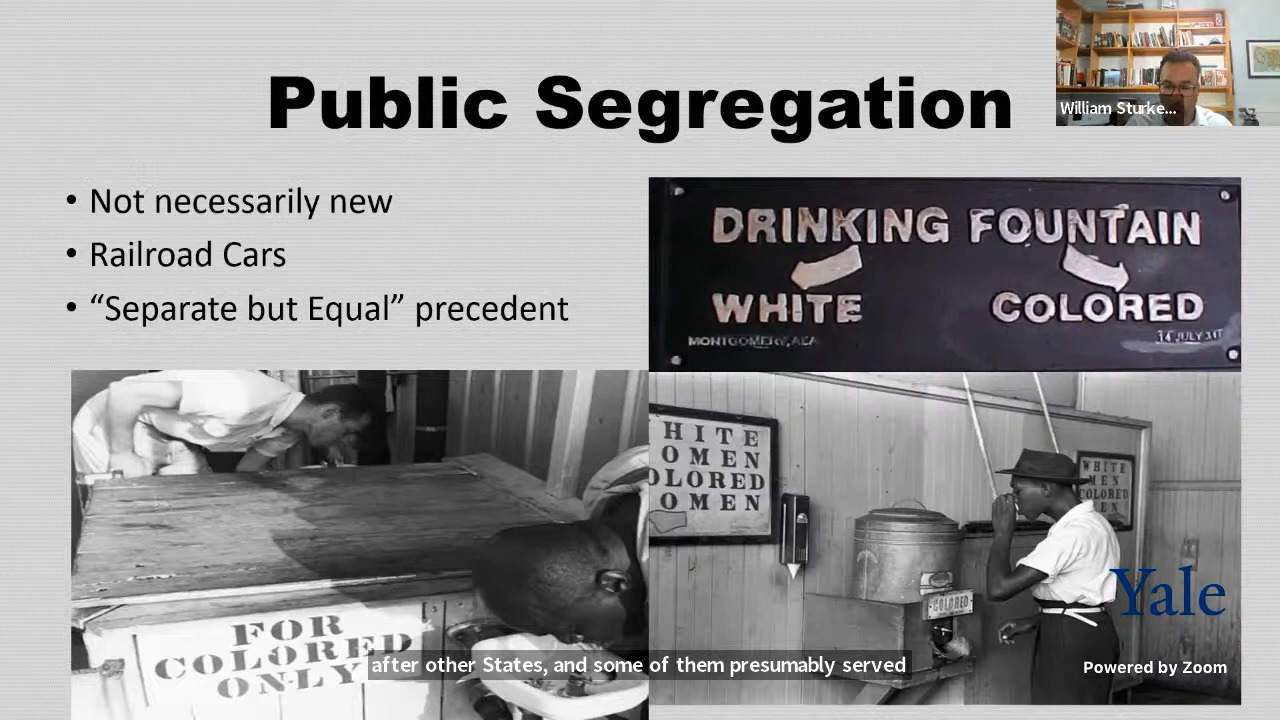 Public Segregation
William Sturke...
• Not necessarily new
• Railroad Cars
• “Separate but Equal” precedent
DRINKING FOUNTAIN
WHITE COLORED
MONTGOMERY, ALA.
HITE
OMEN
OLORED
OMEN
WHITE
MEN
COLORED
EN
COLORED
FOR
COLORED
ONLY
Yale
after other States, and some of them presumably served
Powered by Zoom